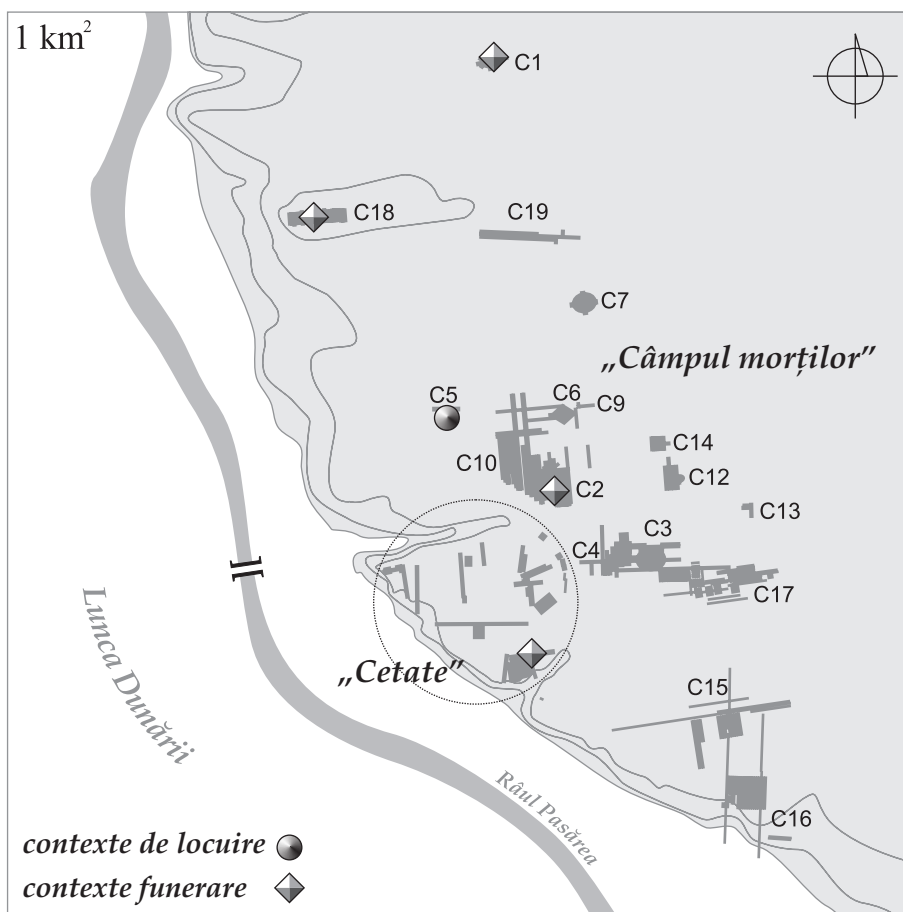 1 km²
C1
C18
C19
C7
„Câmpul morților”
C5
C6
C9
C10
C14
C12
C2
C13
C4
C3
C17
„Cetate”
C15
C16
Lunca Dunării
Râul Pasărea
contexte de locuire
contexte funerare